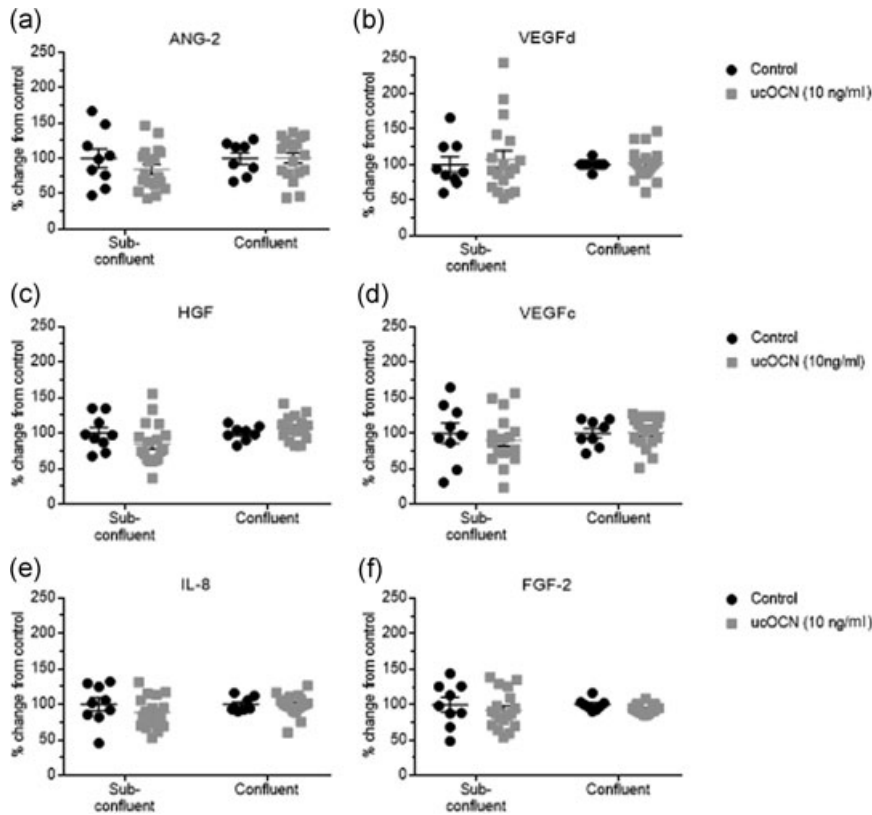 (a)
ANG-2
% change from control
250
200
150
100
50
0
Sub-
confluent
Confluent
(b)
VEGFd
% change from control
250
200
150
100
50
0
Sub-
confluent
Confluent
Control
ucOCN (10 ng/ml)
(c)
HGF
% change from control
250
200
150
100
50
0
Sub-
confluent
Confluent
(d)
VEGFc
% change from control
250
200
150
100
50
0
Sub-
confluent
Confluent
Control
ucOCN (10ng/ml)
(e)
IL-8
% change from control
250
200
150
100
50
0
Sub-
confluent
Confluent
(f)
FGF-2
% change from control
250
200
150
100
50
0
Sub-
confluent
Confluent
Control
ucOCN (10 ng/ml)